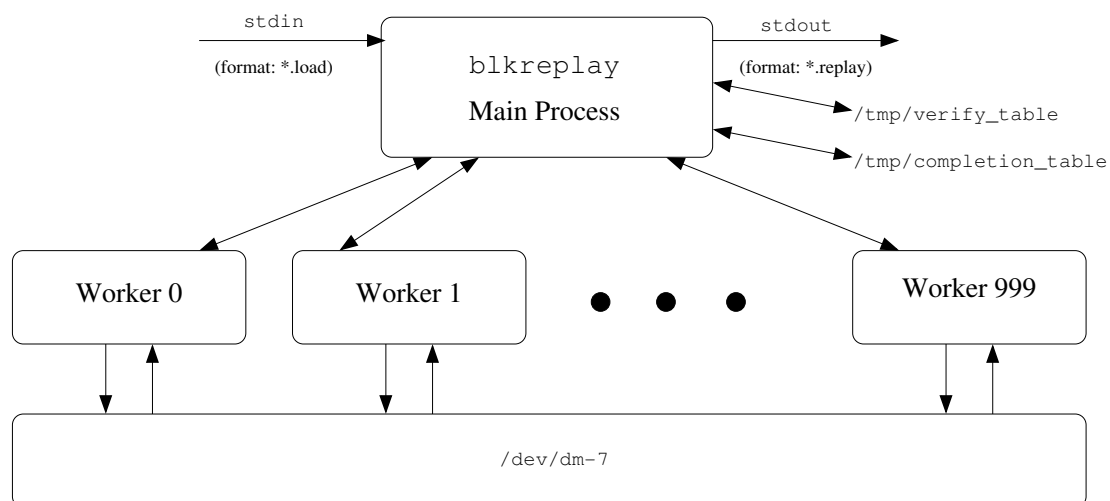 stdin
stdout
(format: *.load)
(format: *.replay)
blkreplay
Main Process
/tmp/verify_table
/tmp/completion_table
Worker 0
Worker 1
Worker 999
/dev/dm-7